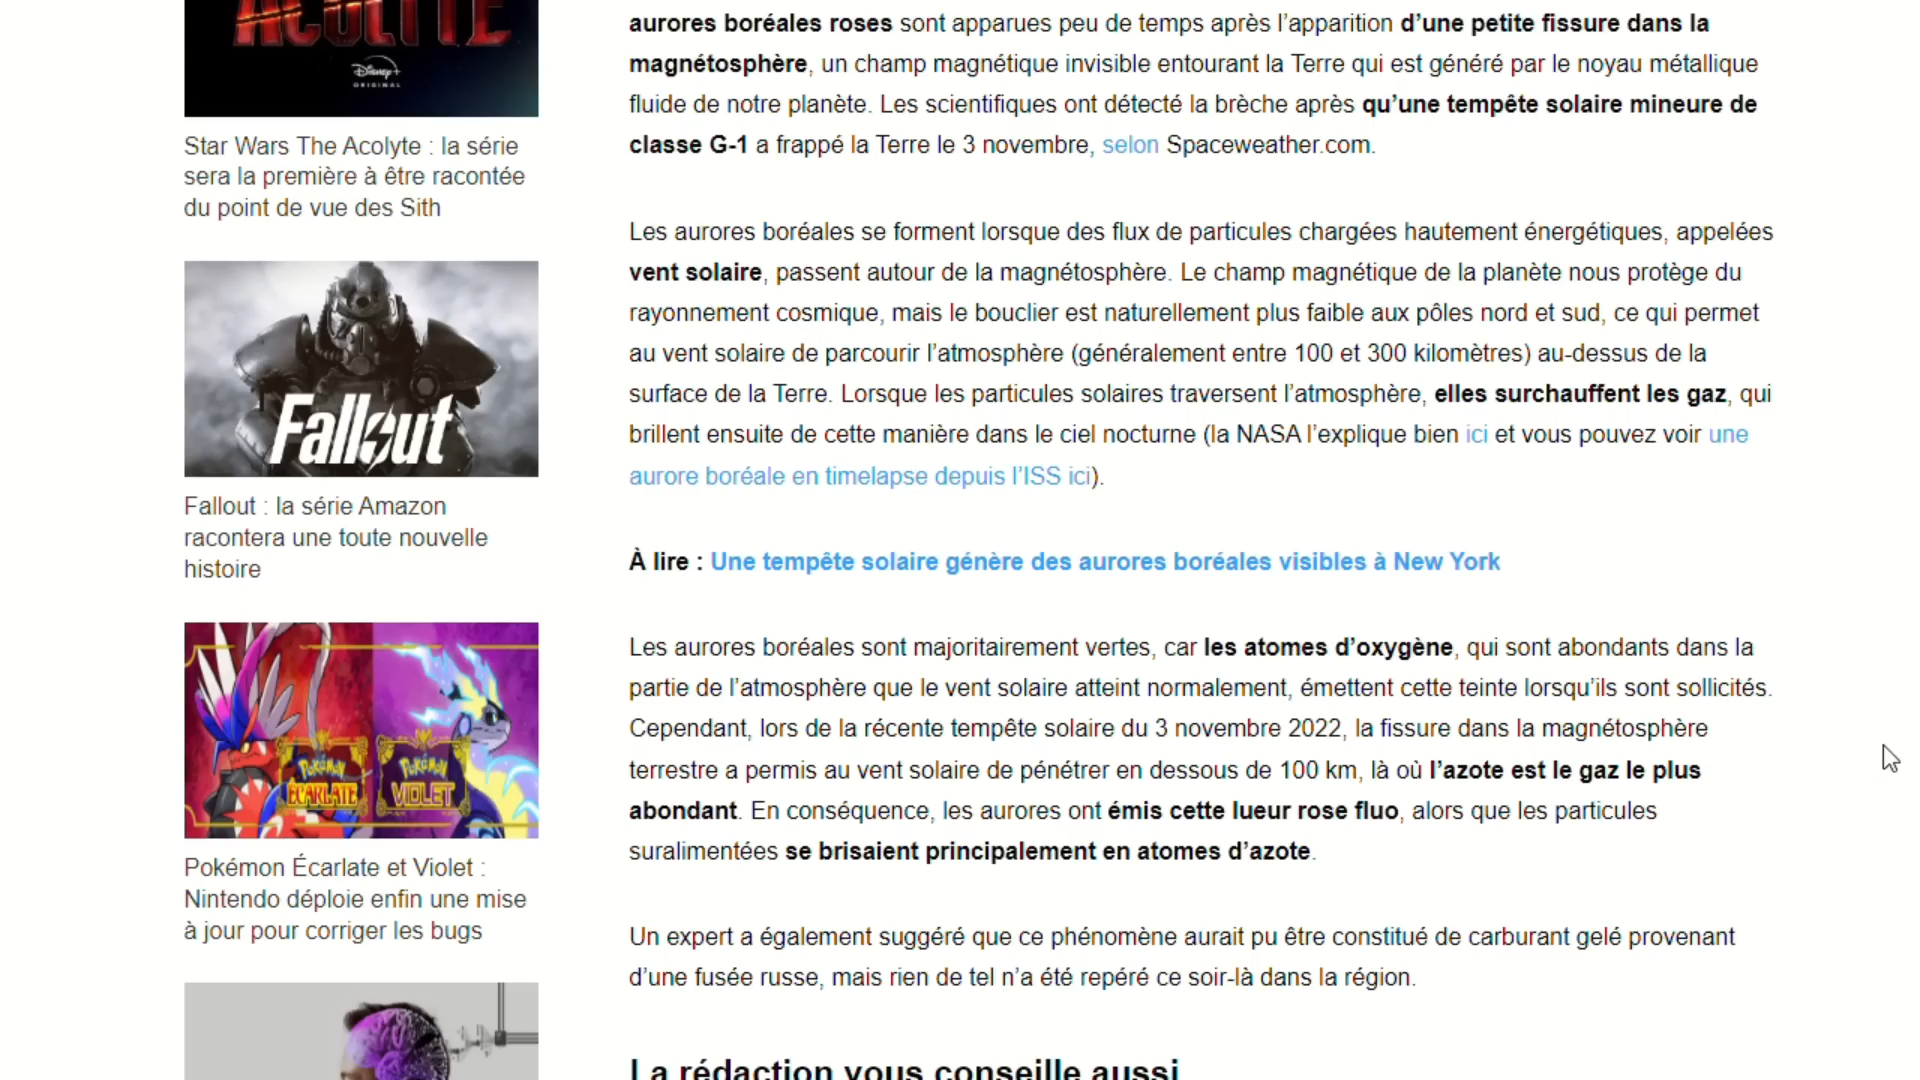 ACOLYTE
Disney+
ORIGINAL
Star Wars The Acolyte : la série
sera la première à être racontée
du point de vue des Sith
Fallout
Fallout : la série Amazon
racontera une toute nouvelle
histoire
POKÉMON
ÉCARLATE
POKÉMON
VIOLET
Pokémon Écarlate et Violet :
Nintendo déploie enfin une mise
à jour pour corriger les bugs
aurores boréales roses sont apparues peu de temps après l’apparition d’une petite fissure dans la
magnétosphère, un champ magnétique invisible entourant la Terre qui est généré par le noyau métallique
fluide de notre planète. Les scientifiques ont détecté la brèche après qu’une tempête solaire mineure de
classe G-1 a frappé la Terre le 3 novembre, selon Spaceweather.com.
Les aurores boréales se forment lorsque des flux de particules chargées hautement énergétiques, appelées
vent solaire, passent autour de la magnétosphère. Le champ magnétique de la planète nous protège du
rayonnement cosmique, mais le bouclier est naturellement plus faible aux pôles nord et sud, ce qui permet
au vent solaire de parcourir l’atmosphère (généralement entre 100 et 300 kilomètres) au-dessus de la
surface de la Terre. Lorsque les particules solaires traversent l’atmosphère, elles surchauffent les gaz, qui
brillent ensuite de cette manière dans le ciel nocturne (la NASA l’explique bien ici et vous pouvez voir une
aurore boréale en timelapse depuis l’ISS ici).
À lire : Une tempête solaire génère des aurores boréales visibles à New York
Les aurores boréales sont majoritairement vertes, car les atomes d’oxygène, qui sont abondants dans la
partie de l’atmosphère que le vent solaire atteint normalement, émettent cette teinte lorsqu’ils sont sollicités.
Cependant, lors de la récente tempête solaire du 3 novembre 2022, la fissure dans la magnétosphère
terrestre a permis au vent solaire de pénétrer en dessous de 100 km, là où l’azote est le gaz le plus
abondant. En conséquence, les aurores ont émis cette lueur rose fluo, alors que les particules
suralimentées se brisaient principalement en atomes d’azote.
Un expert a également suggéré que ce phénomène aurait pu être constitué de carburant gelé provenant
d’une fusée russe, mais rien de tel n’a été repéré ce soir-là dans la région.
La rédaction vous conseille aussi